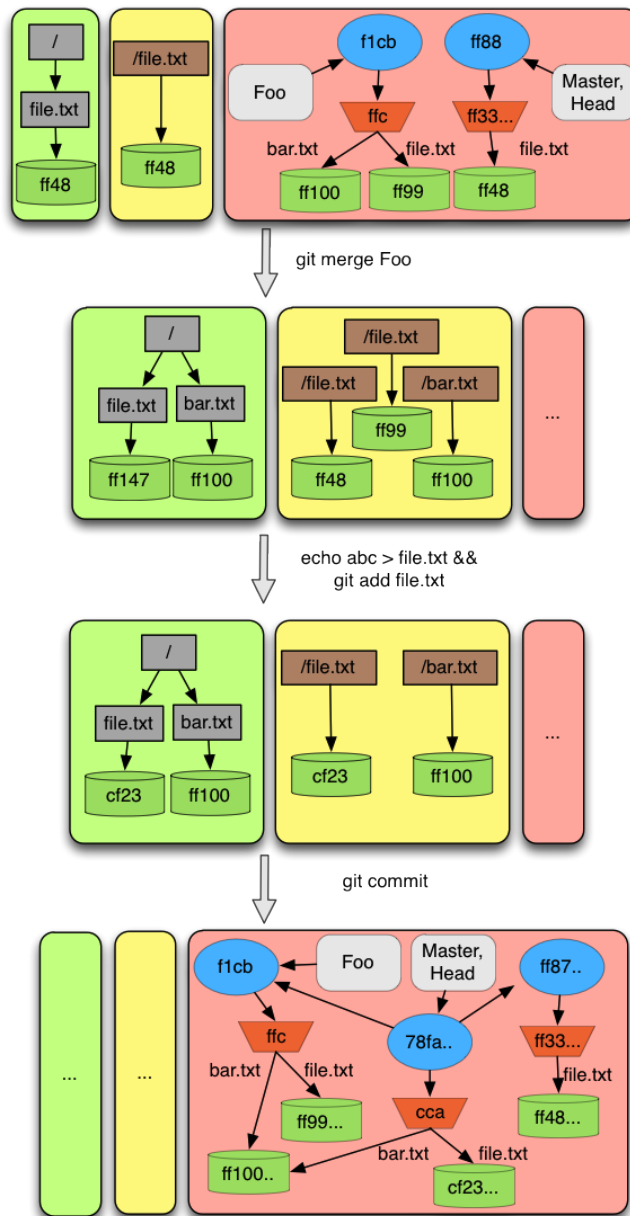 /
file.txt
ff48
/file.txt
ff48
f1cb
ff88
Foo
Master,
Head
ffc
ff33...
bar.txt
file.txt
file.txt
ff100
ff99
ff48
git merge Foo
/
file.txt
bar.txt
ff147
ff100
/file.txt
/file.txt
/bar.txt
ff99
ff48
ff100
...
echo abc > file.txt &&
git add file.txt
/
file.txt
bar.txt
cf23
ff100
/file.txt
/bar.txt
cf23
ff100
...
git commit
...
...
f1cb
Foo
Master,
Head
ff87..
ffc
78fa..
ff33...
bar.txt
file.txt
file.txt
ff99...
cca
ff48...
ff100..
bar.txt
file.txt
cf23...